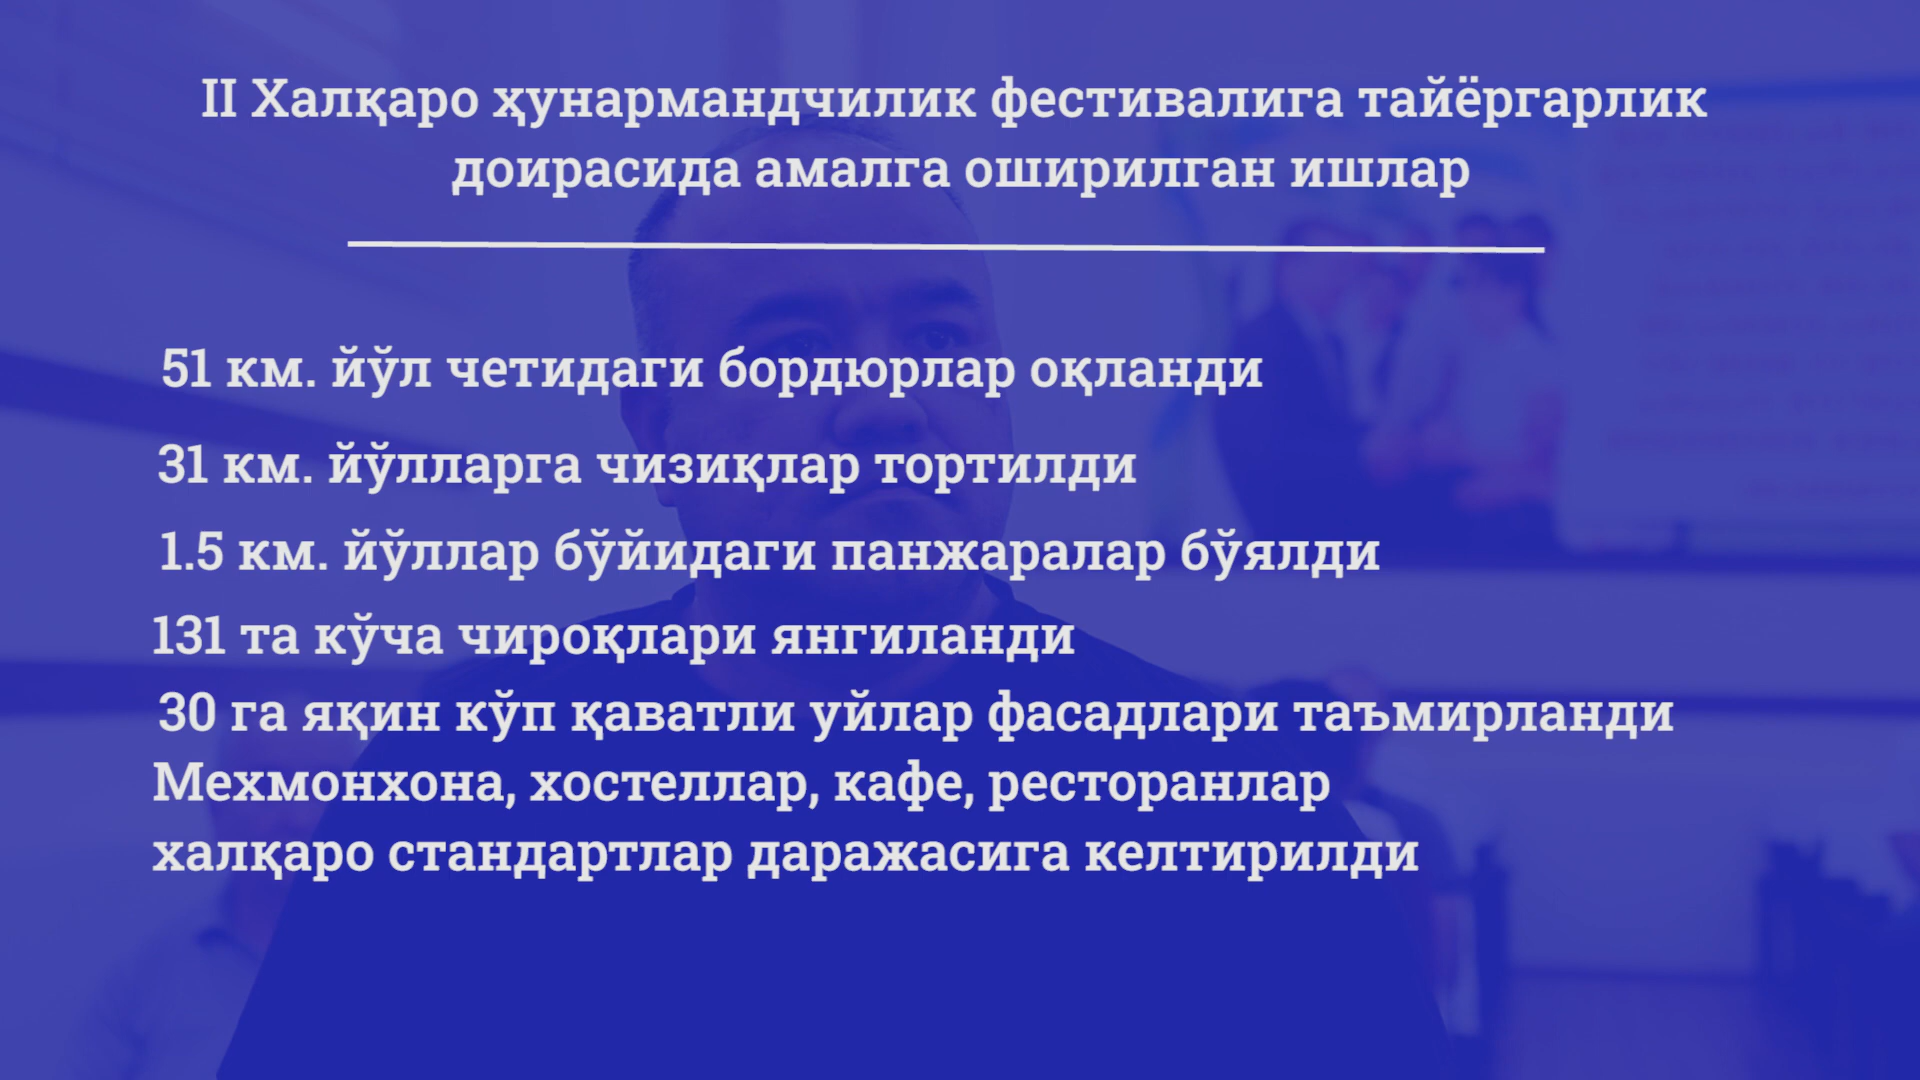 II Халқаро ҳунармандчилик фестивалига тайёргарлик
доирасида амалга оширилган ишлар
51 км. йўл четидаги бордюрлар оқланди
31 км. йўлларга чизиқлар тортилди
1.5 км. йўллар бўйидаги панжаралар бўялди
131 та кўча чироқлари янгиланди
30 га яқин кўп қаватли уйлар фасадлари таъмирланди
Мехмонхона, хостеллар, кафе, ресторанлар
халқаро стандартлар даражасига келтирилди